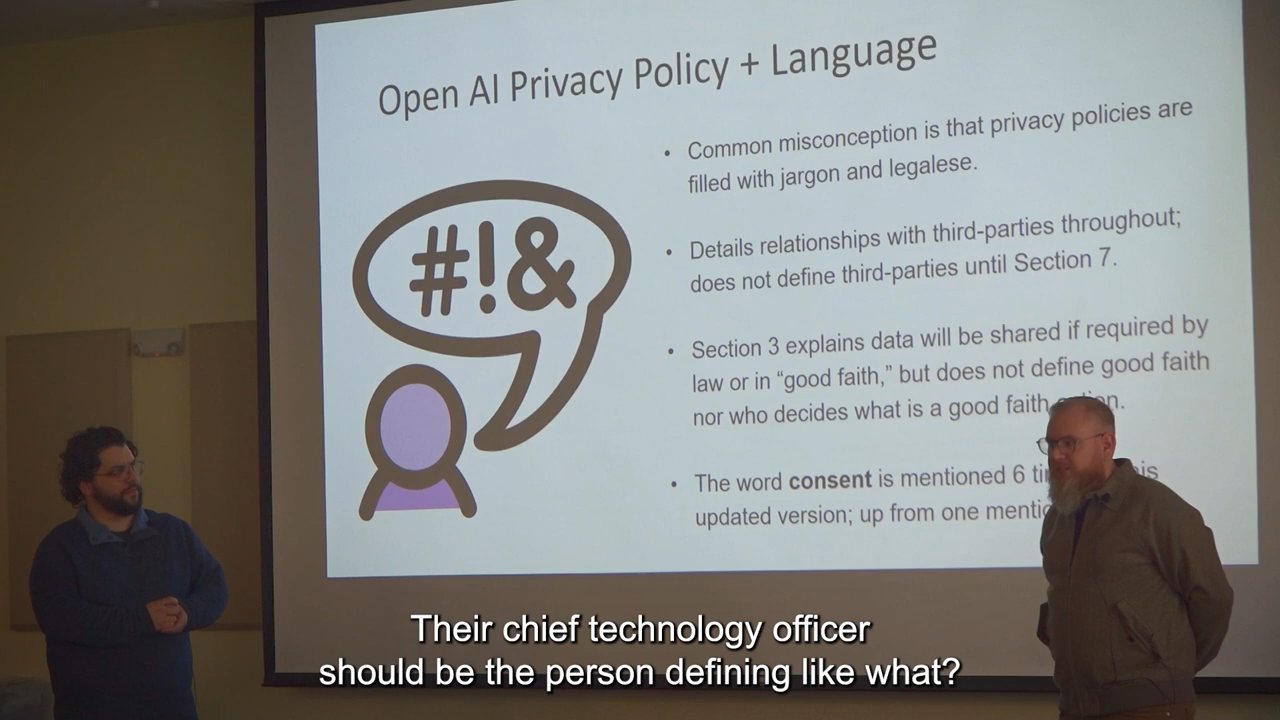 Open AI Privacy Policy + Language
#!&
• Common misconception is that privacy policies are
filled with jargon and legalese.
• Details relationships with third-parties throughout;
does not define third-parties until Section 7.
• Section 3 explains data will be shared if required by
law or in “good faith,” but does not define good faith
nor who decides what is a good faith
• The word consent is mentioned 6
updated version; up from one
Their chief technology officer
should be the person defining like what?